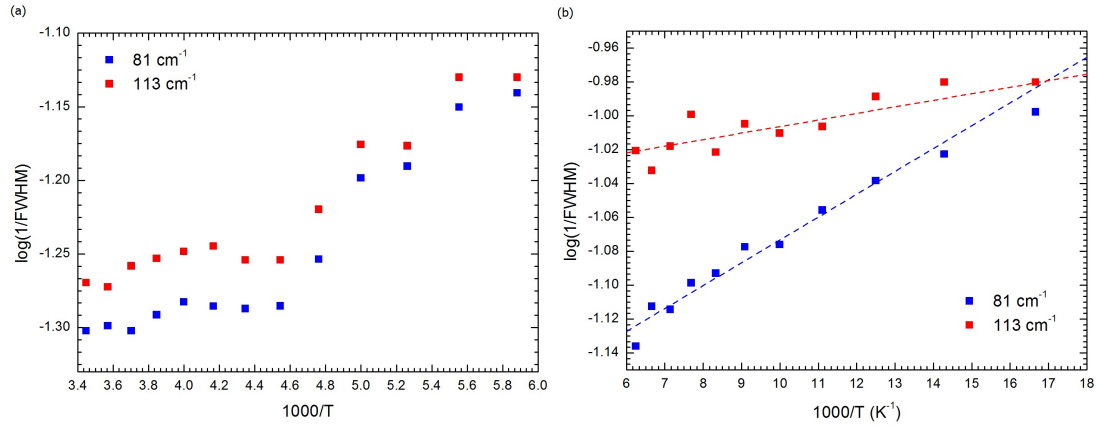 (a)
-1.10
-1.15
-1.20
-1.25
-1.30
log(1/FWHM)
81 cm⁻¹
113 cm⁻¹
3.4 3.6 3.8 4.0 4.2 4.4 4.6 4.8 5.0 5.2 5.4 5.6 5.8 6.0
1000/T
(b)
-0.96
-0.98
-1.00
-1.02
-1.04
-1.06
-1.08
-1.10
-1.12
-1.14
log(1/FWHM)
81 cm⁻¹
113 cm⁻¹
6 7 8 9 10 11 12 13 14 15 16 17 18
1000/T (K⁻¹)